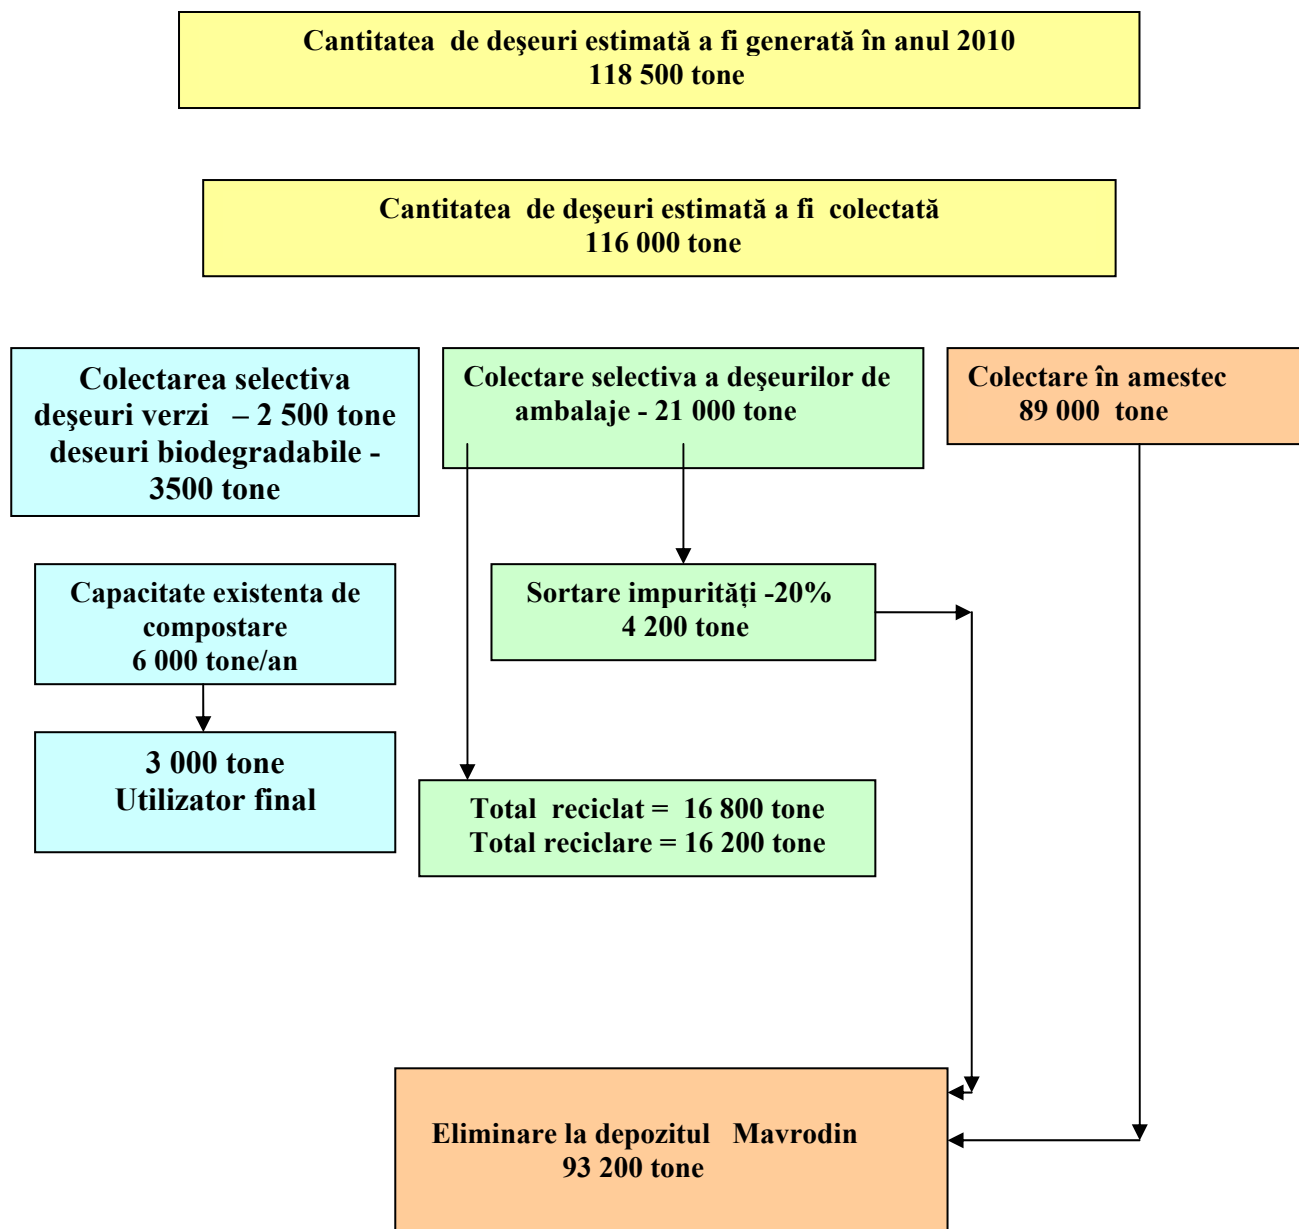 Cantitatea de deşeuri estimată a fi generată în anul 2010
118 500 tone
Cantitatea de deşeuri estimată a fi colectată
116 000 tone
Colectarea selectiva
deşeuri verzi – 2 500 tone
deseuri biodegradabile -
3500 tone
Colectare selectiva a deşeurilor de
ambalaje - 21 000 tone
Colectare în amestec
89 000 tone
Capacitate existenta de
compostare
6 000 tone/an
Sortare impurități -20%
4 200 tone
3 000 tone
Utilizator final
Total reciclat = 16 800 tone
Total reciclare = 16 200 tone
Eliminare la depozitul Mavrodin
93 200 tone